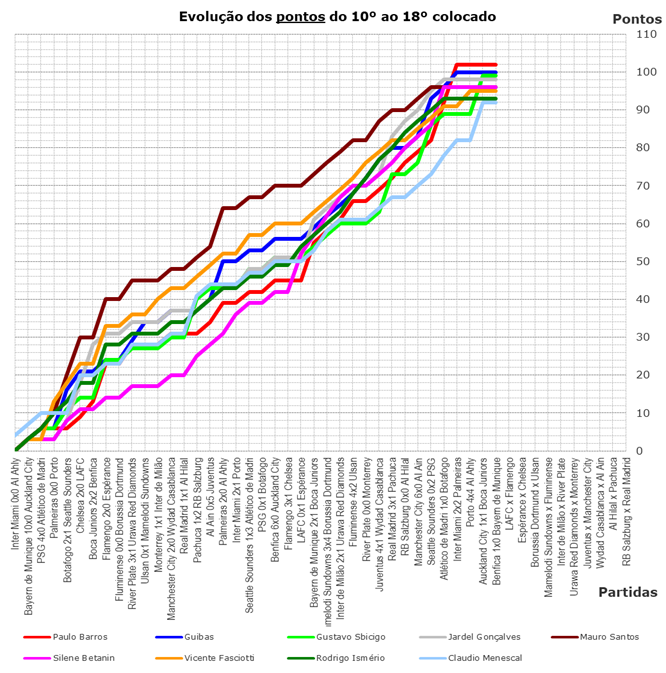 Evolução dos pontos do 10º ao 18º colocado
Pontos
110
100
90
80
70
60
50
40
30
20
10
0
Inter Miami 0x0 Al Ahly
Bayern de Munique 10x0 Auckland City
PSG 4x0 Atlético de Madri
Palmeiras 0x0 Porto
Botafogo 2x1 Seattle Sounders
Chelsea 2x0 LAFC
Boca Juniors 2x2 Benfica
Flamengo 2x0 Espérance
Fluminense 0x0 Borussia Dortmund
River Plate 3x1 Urawa Red Diamonds
Ulsan 0x1 Mamelodi Sundowns
Monterrey 1x1 Inter de Milão
Manchester City 2x0 Wydad Casablanca
Real Madrid 1x1 Al Hilal
Pachuca 1x2 RB Salzburg
Al Ain 0x5 Juventus
Palmeiras 2x0 Al Ahly
Inter Miami 2x1 Porto
Seattle Sounders 1x3 Atlético de Madri
PSG 0x1 Botafogo
Benfica 6x0 Auckland City
Flamengo 3x1 Chelsea
LAFC 0x1 Espérance
Bayern de Munique 2x1 Boca Juniors
amelodi Sundowns 3x4 Borussia Dortmund
Inter de Milão 2x1 Urawa Red Diamonds
Fluminense 4x2 Ulsan
River Plate 0x0 Monterrey
Juventus 4x1 Wydad Casablanca
Real Madrid 3x1 Pachuca
RB Salzburg 0x0 Al Hilal
Manchester City 6x0 Al Ain
Seattle Sounders 0x2 PSG
Atlético de Madri 1x0 Botafogo
Inter Miami 2x2 Palmeiras
Porto 4x4 Al Ahly
Auckland City 1x1 Boca Juniors
Benfica 1x0 Bayern de Munique
LAFC x Flamengo
Espérance x Chelsea
Borussia Dortmund x Ulsan
Mamelodi Sundowns x Fluminense
Inter de Milão x River Plate
Urawa Red Diamonds x Monterrey
Juventus x Manchester City
Wydad Casablanca x Al Ain
Al Hilal x Pachuca
RB Salzburg x Real Madrid
Partidas
Paulo Barros
Guibas
Gustavo Sbicigo
Jardel Gonçalves
Mauro Santos
Silene Betanin
Vicente Fasciotti
Rodrigo Ismério
Claudio Menescal